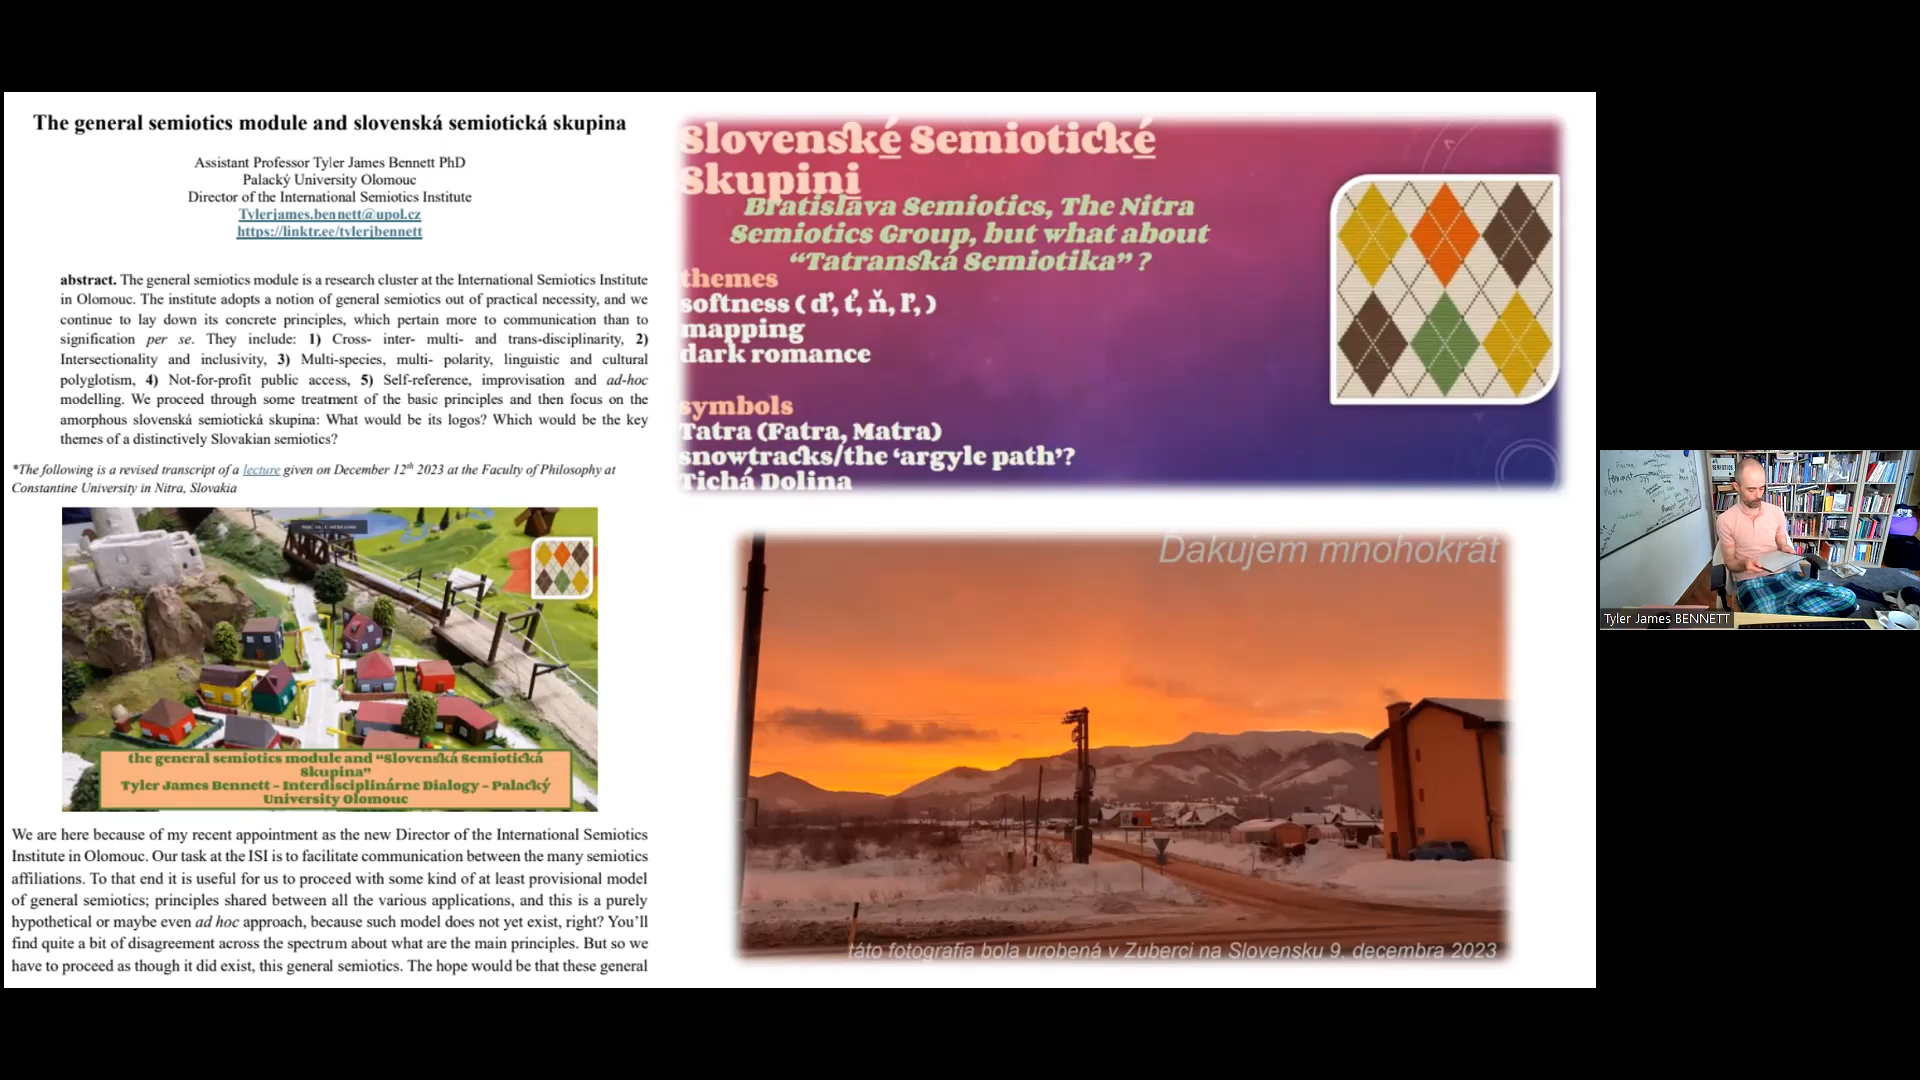 The general semiotics module and slovenská semiotická skupina
Assistant Professor Tyler James Bennett PhD
Palacký University Olomouc
Director of the International Semiotics Institute
Tylerjames.bennett@upol.cz
https://linktr.ee/tylerjbennett
abstract. The general semiotics module is a research cluster at the International Semiotics Institute
in Olomouc. The institute adopts a notion of general semiotics out of practical necessity, and we
continue to lay down its concrete principles, which pertain more to communication than to
signification per se. They include: 1) Cross- inter- multi- and trans-disciplinarity, 2)
Intersectionality and inclusivity, 3) Multi-species, multi- polarity, linguistic and cultural
polyglotism, 4) Not-for-profit public access, 5) Self-reference, improvisation and ad-hoc
modelling. We proceed through some treatment of the basic principles and then focus on the
amorphous slovenská semiotická skupina: What would be its logos? Which would be the key
themes of a distinctively Slovakian semiotics?
*The following is a revised transcript of a lecture given on December 12th 2023 at the Faculty of Philosophy at
Constantine University in Nitra, Slovakia
the general semiotics module and “Slovenská Semiotická
Skupina”
Tyler James Bennett – Interdisciplinárne Dialogy – Palacký
University Olomouc
We are here because of my recent appointment as the new Director of the International Semiotics
Institute in Olomouc. Our task at the ISI is to facilitate communication between the many semiotics
affiliations. To that end it is useful for us to proceed with some kind of at least provisional model
of general semiotics; principles shared between all the various applications, and this is a purely
hypothetical or maybe even ad hoc approach, because such model does not yet exist, right? You’ll
find quite a bit of disagreement across the spectrum about what are the main principles. But so we
have to proceed as though it did exist, this general semiotics. The hope would be that these general
Slovenské Semiotické
Skupini
Bratislava Semiotics, The Nitra
Semiotics Group, but what about
“Tatranská Semiotika” ?
themes
softness ( ď, ť, ň, ľ, )
mapping
dark romance
symbols
Tatra (Fatra, Matra)
snowtracks/the ‘argyle path’?
Tichá Dolina
Ďakujem mnohokrát
táto fotografia bola urobená v Zuberci na Slovensku 9. decembra 2023
SEMIOTICS
Tyler James BENNETT